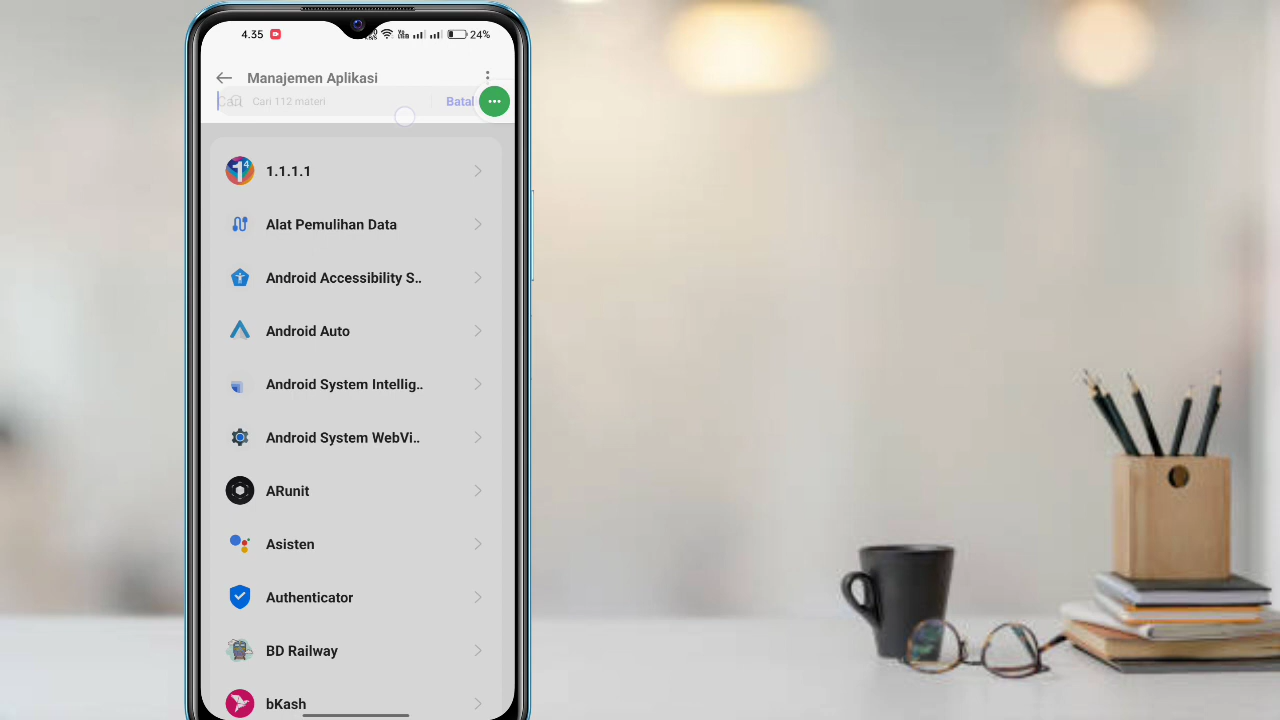 4.35
24%
Manajemen Aplikasi
Cari
Cari 112 materi
Batal
1.1.1.1
Alat Pemulihan Data
Android Accessibility S..
Android Auto
Android System Intellig..
Android System WebVi..
ARunit
Asisten
Authenticator
BD Railway
bKash